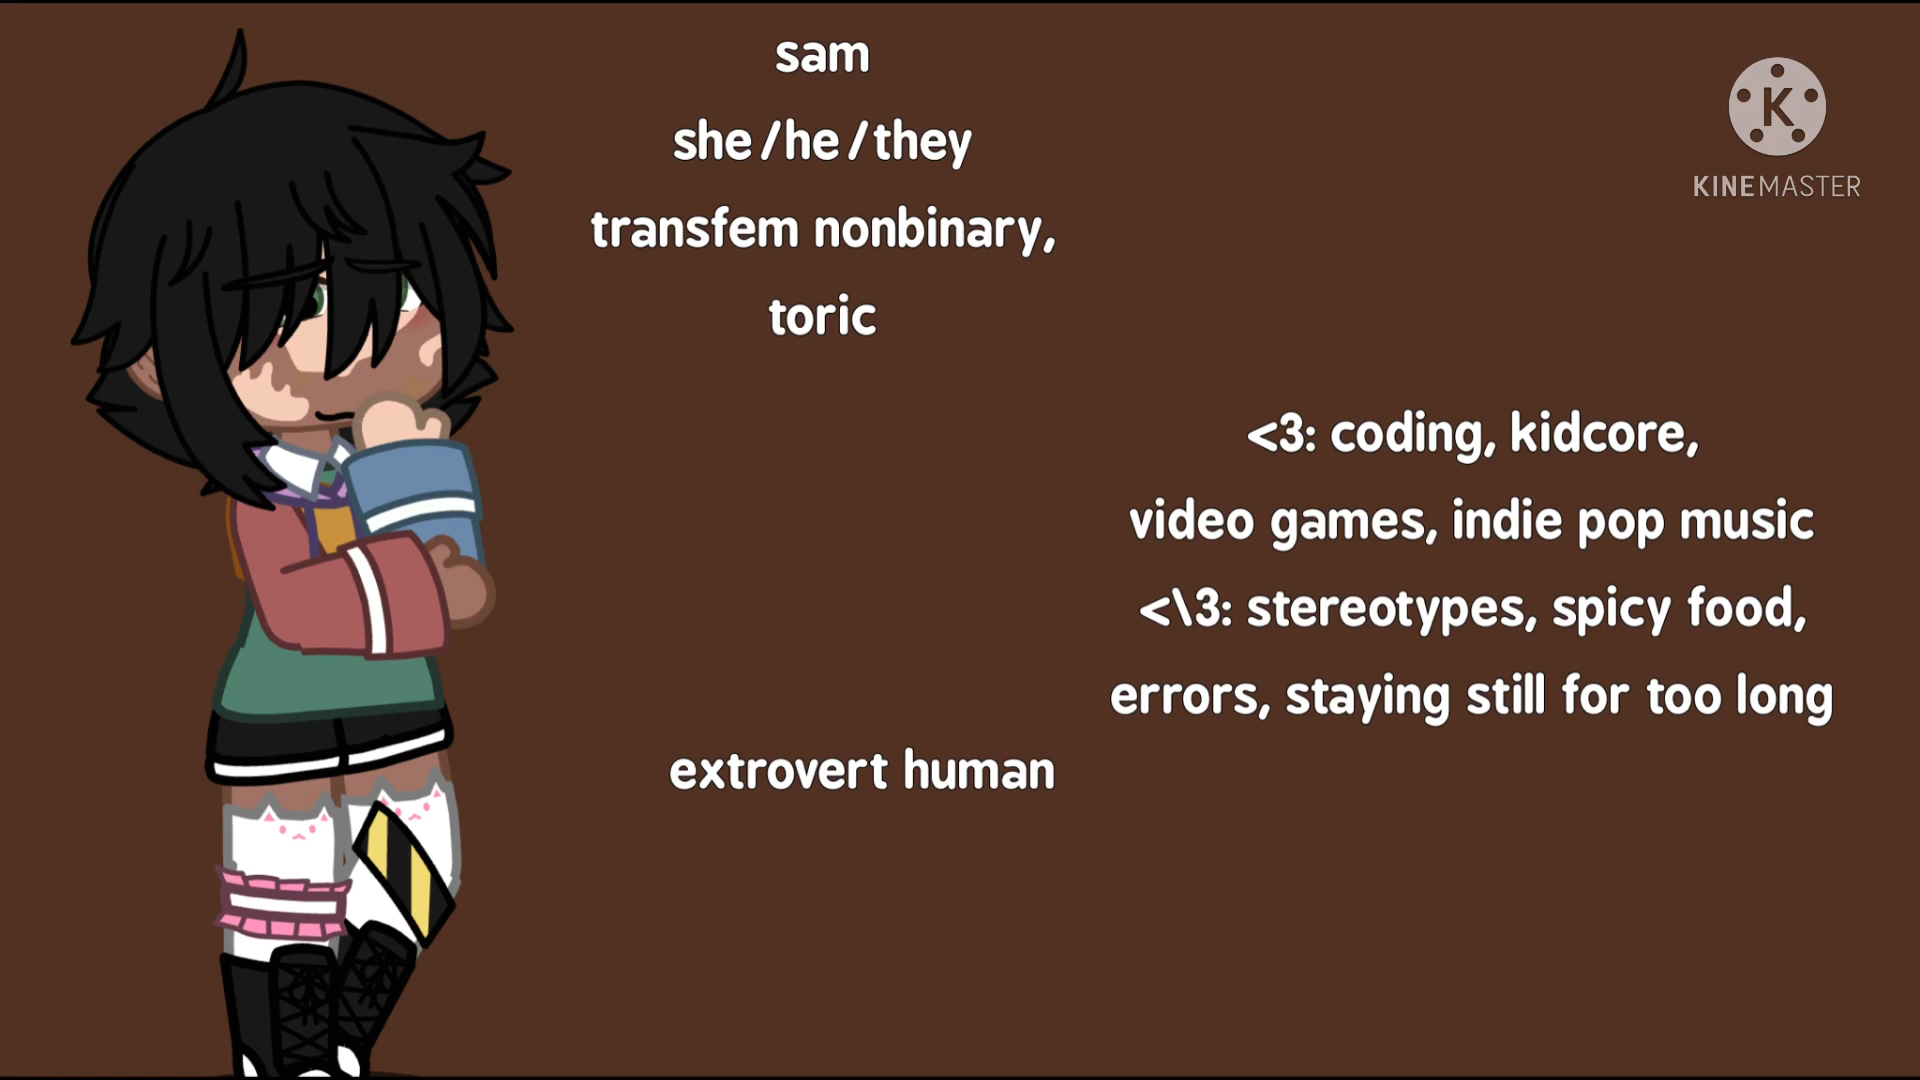 sam
she/he/they
transfem nonbinary,
toric
K
KINEMASTER
<3: coding, kidcore,
video games, indie pop music
<\3: stereotypes, spicy food,
errors, staying still for too long
extrovert human